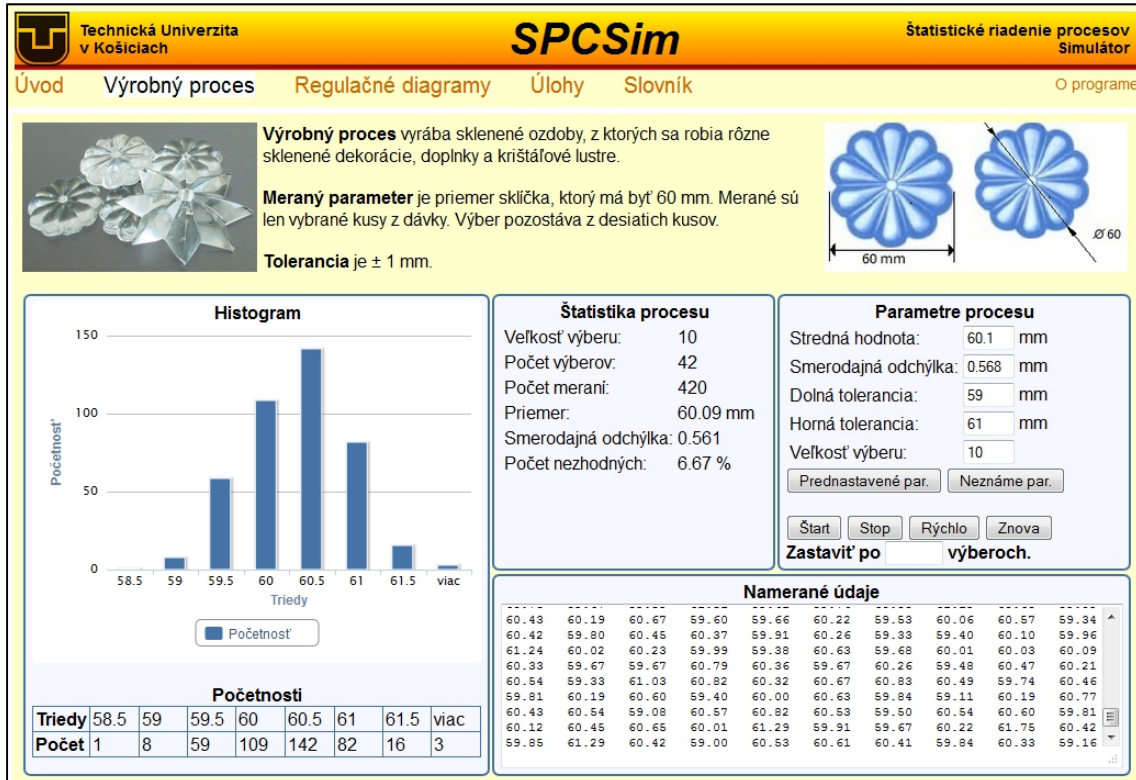 Technická Univerzita
v Košiciach
SPCSim
Štatistické riadenie procesov
Simulátor
Úvod Výrobný proces Regulačné diagramy Úlohy Slovník O programe
Výrobný proces vyrába sklenené ozdoby, z ktorých sa robia rôzne
sklenené dekorácie, doplnky a krištáľové lustre.
Meraný parameter je priemer sklíčka, ktorý má byť 60 mm. Merané sú
len vybrané kusy z dávky. Výber pozostáva z desiatich kusov.
Tolerancia je ± 1 mm.
60 mm
Ø 60
Histogram
150
100
50
0
Početnosť
58.5 59 59.5 60 60.5 61 61.5 viac
Triedy
Početnosť
Početnosti
Triedy 58.5 59 59.5 60 60.5 61 61.5 viac
Počet 1 8 59 109 142 82 16 3
Štatistika procesu
Veľkosť výberu: 10
Počet výberov: 42
Počet meraní: 420
Priemer: 60.09 mm
Smerodajná odchýlka: 0.561
Počet nezhodných: 6.67 %
Parametre procesu
Stredná hodnota: 60.1 mm
Smerodajná odchýlka: 0.568 mm
Dolná tolerancia: 59 mm
Horná tolerancia: 61 mm
Veľkosť výberu: 10
Prednastavené par. Neznáme par.
Štart Stop Rýchlo Znova
Zastaviť po výberoch.
Namerané údaje
60.43 60.19 60.67 59.60 59.66 60.22 59.53 60.06 60.57 59.34
60.42 59.80 60.45 60.37 59.91 60.26 59.33 59.40 60.10 59.96
61.24 60.02 60.23 59.99 59.38 60.63 59.68 60.01 60.03 60.09
60.33 59.67 59.67 60.79 60.36 59.67 60.26 59.48 60.47 60.21
60.54 59.33 61.03 60.82 60.32 60.67 60.83 60.49 59.74 60.46
59.81 60.19 60.60 59.40 60.00 60.63 59.84 59.11 60.19 60.77
60.43 60.54 59.08 60.57 60.82 60.53 59.50 60.54 60.60 59.81
60.12 60.45 60.65 60.01 61.29 59.91 59.67 60.22 61.75 60.42
59.85 61.29 60.42 59.00 60.53 60.61 60.41 59.84 60.33 59.16